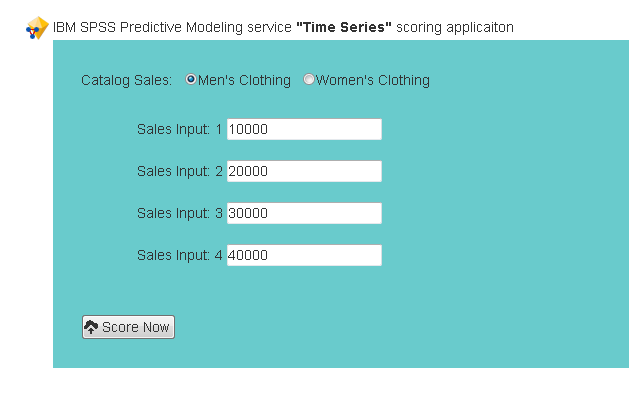 IBM SPSS Predictive Modeling service "Time Series" scoring applicaiton
Catalog Sales: Men's Clothing Women's Clothing
Sales Input: 1 10000
Sales Input: 2 20000
Sales Input: 3 30000
Sales Input: 4 40000
Score Now